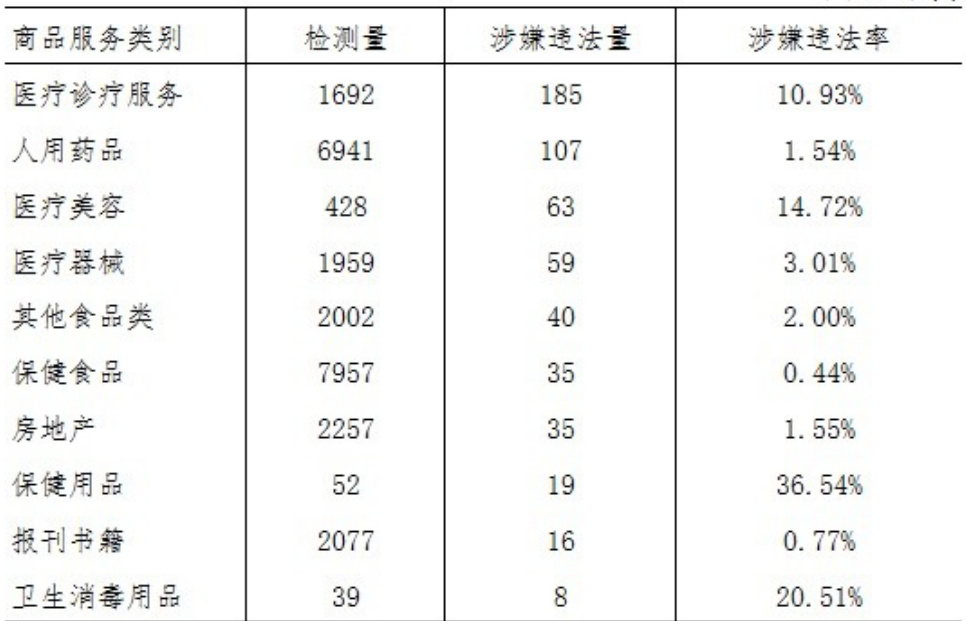 商品服务类别 检测量 涉嫌违法量 涉嫌违法率
医疗诊疗服务 1692 185 10.93%
人用药品 6941 107 1.54%
医疗美容 428 63 14.72%
医疗器械 1959 59 3.01%
其他食品类 2002 40 2.00%
保健食品 7957 35 0.44%
房地产 2257 35 1.55%
保健用品 52 19 36.54%
报刊书籍 2077 16 0.77%
卫生消毒用品 39 8 20.51%